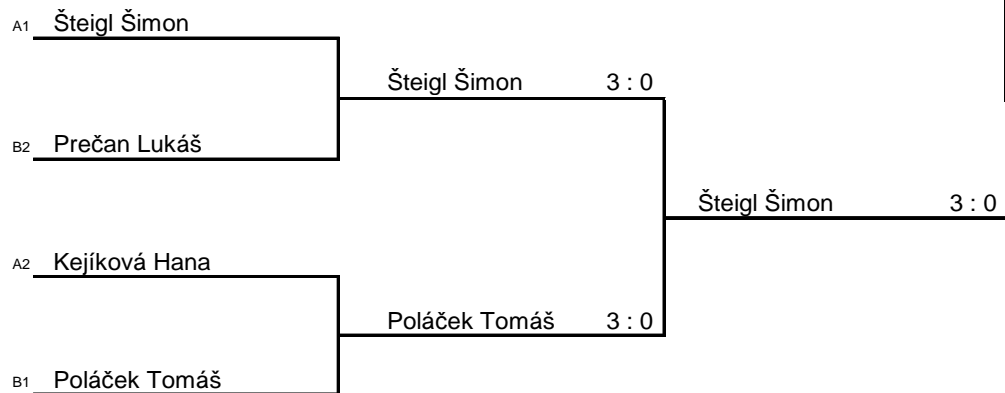 A1 Šteigl Šimon
Šteigl Šimon 3 : 0
B2 Prečan Lukáš
Šteigl Šimon 3 : 0
A2 Kejíková Hana
Poláček Tomáš 3 : 0
B1 Poláček Tomáš